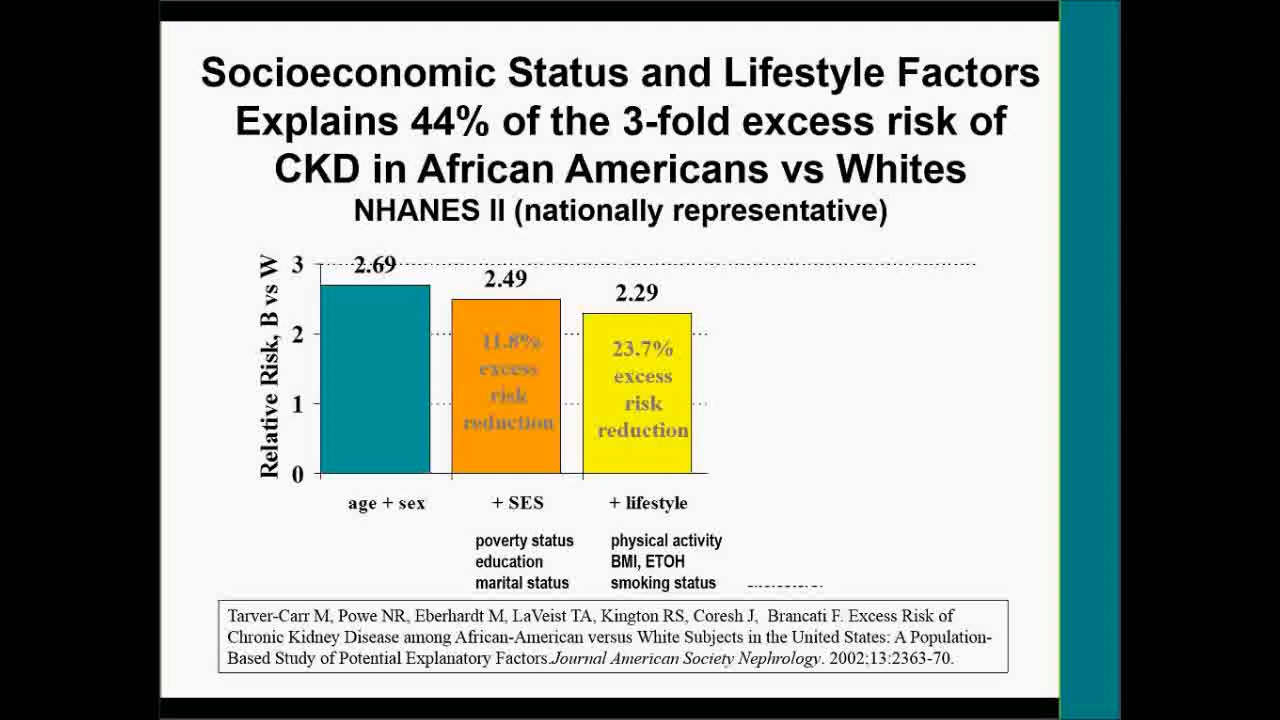 Socioeconomic Status and Lifestyle Factors
Explains 44% of the 3-fold excess risk of
CKD in African Americans vs Whites
NHANES II (nationally representative)
Relative Risk, B vs W
3
2
1
0
2.69
2.49
2.29
11.8%
excess
risk
reduction
23.7%
excess
risk
reduction
age + sex
+ SES
+ lifestyle
poverty status
education
marital status
physical activity
BMI, ETOH
smoking status
Tarver-Carr M, Powe NR, Eberhardt M, LaVeist TA, Kington RS, Coresh J, Brancati F. Excess Risk of
Chronic Kidney Disease among African-American versus White Subjects in the United States: A Population-
Based Study of Potential Explanatory Factors.Journal American Society Nephrology. 2002;13:2363-70.